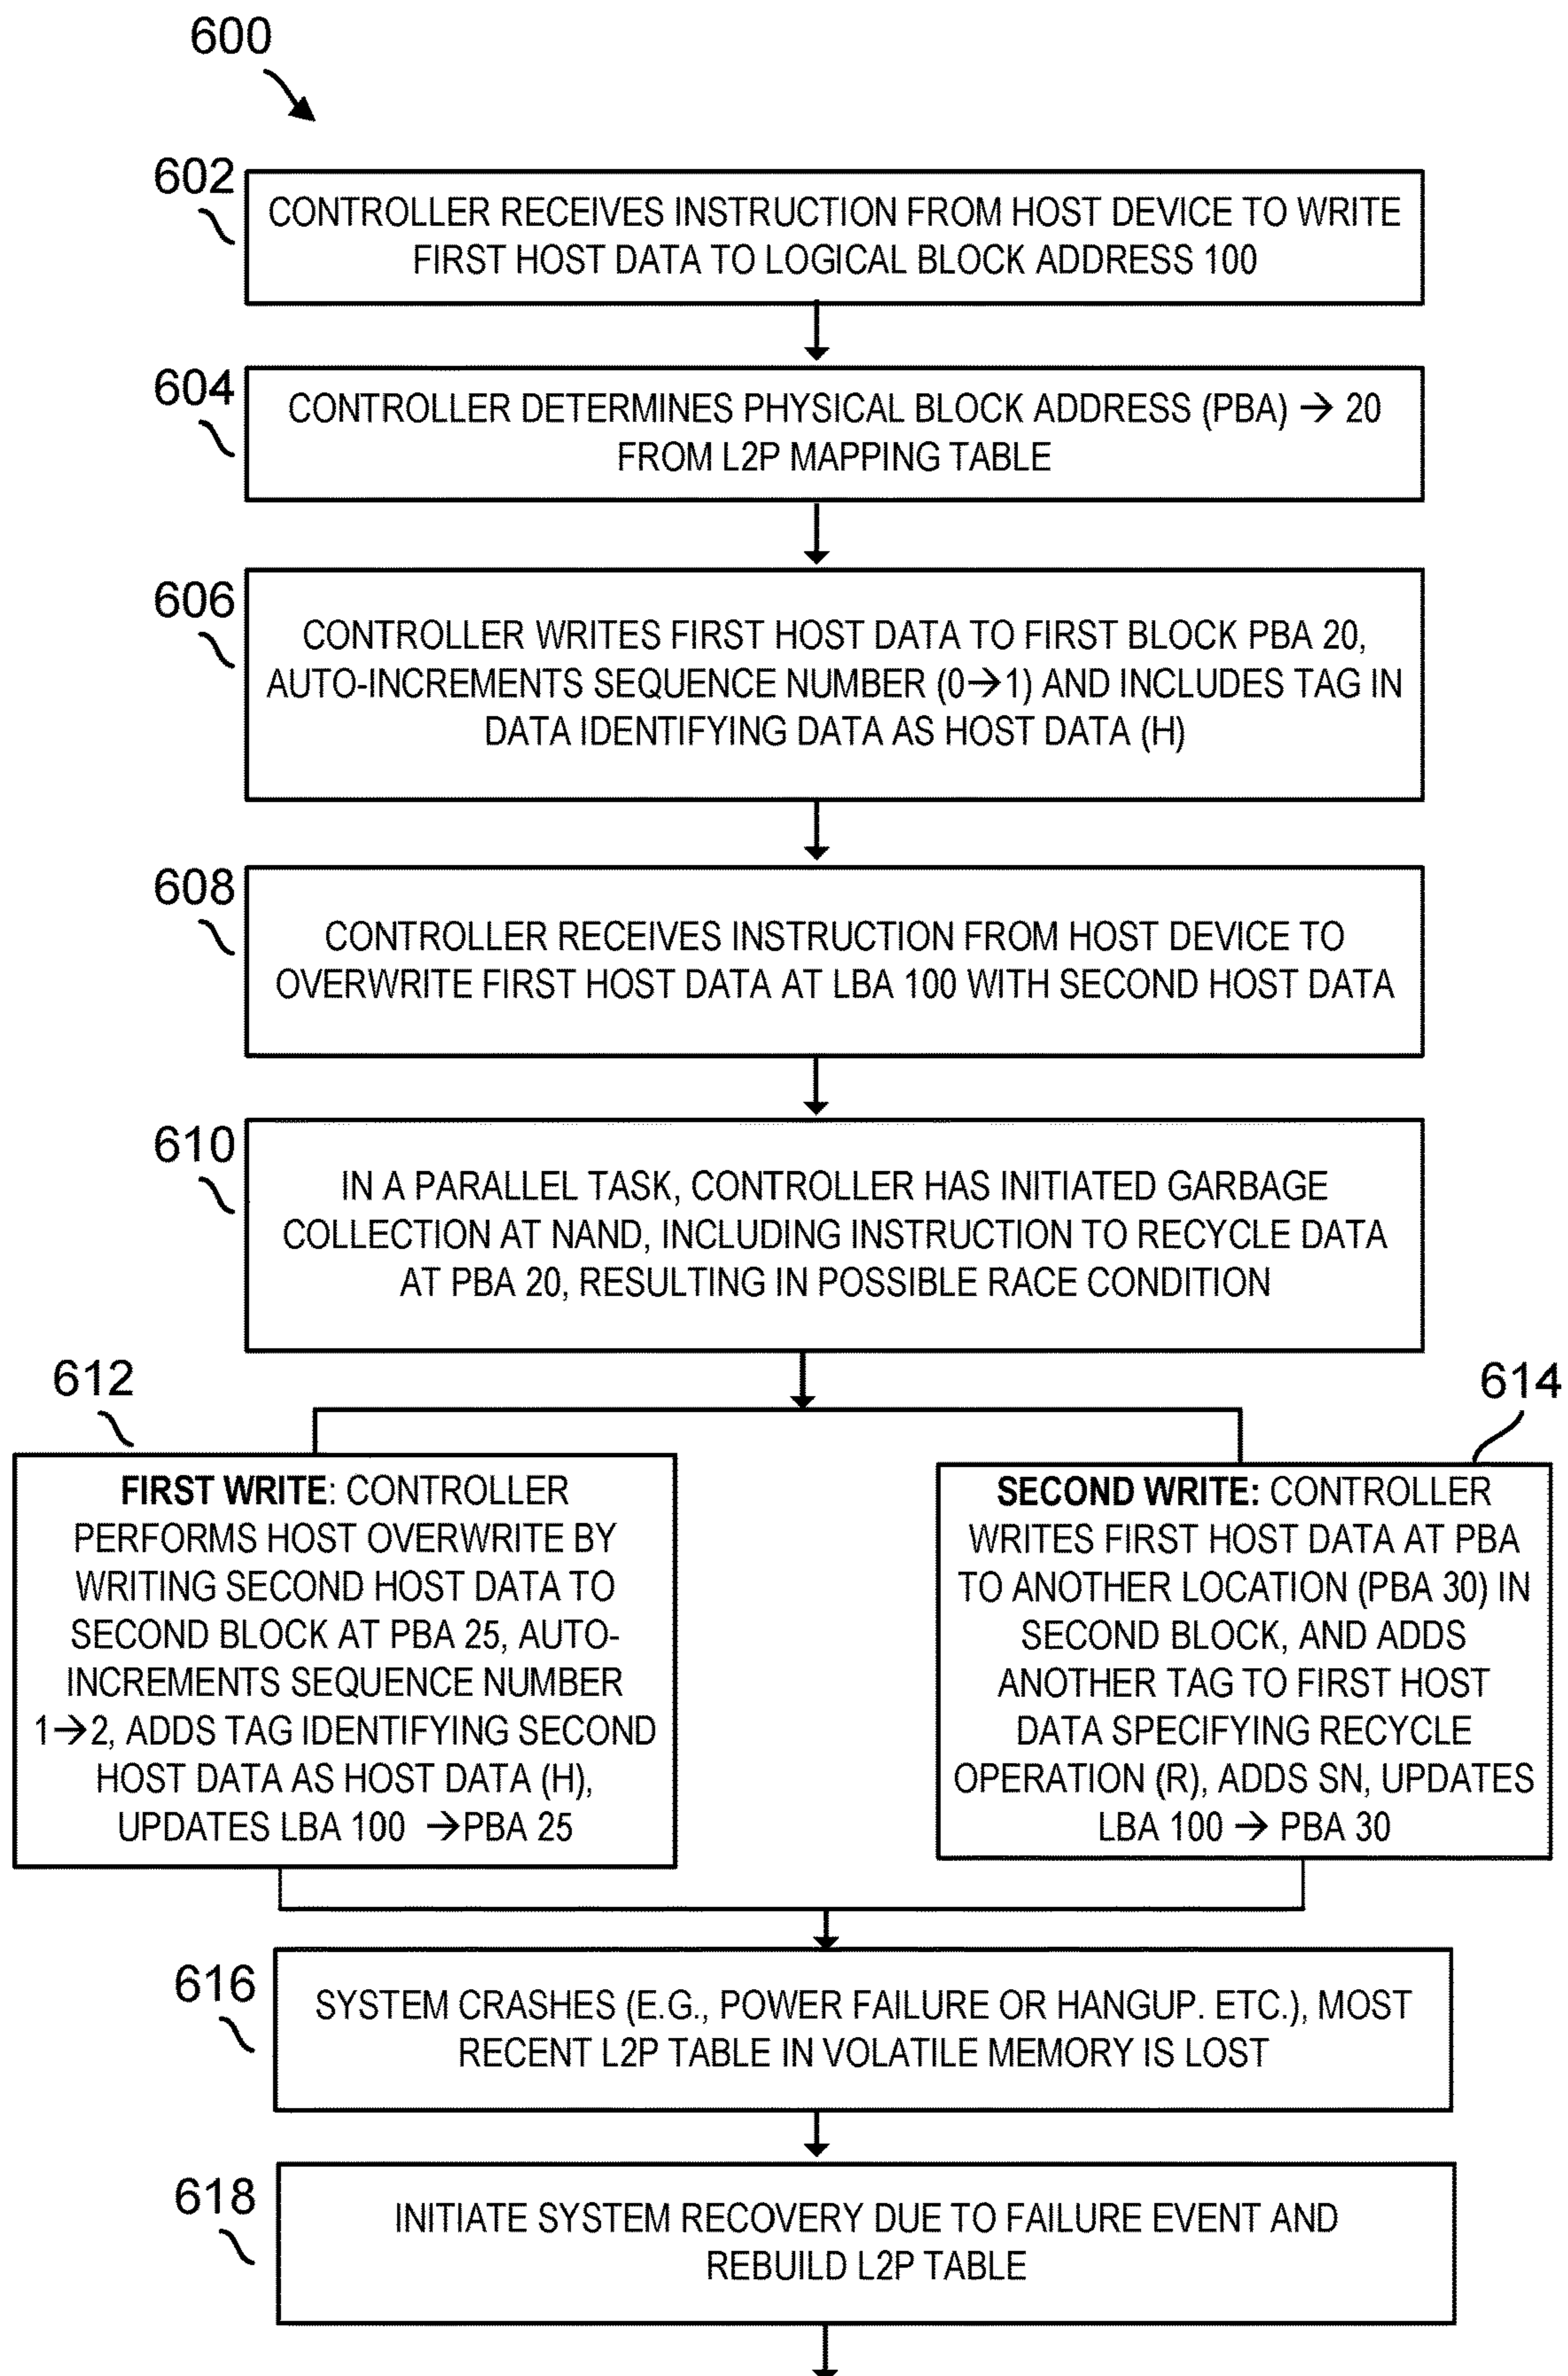 600
602
CONTROLLER RECEIVES INSTRUCTION FROM HOST DEVICE TO WRITE
FIRST HOST DATA TO LOGICAL BLOCK ADDRESS 100
604
CONTROLLER DETERMINES PHYSICAL BLOCK ADDRESS (PBA) → 20
FROM L2P MAPPING TABLE
606
CONTROLLER WRITES FIRST HOST DATA TO FIRST BLOCK PBA 20,
AUTO-INCREMENTS SEQUENCE NUMBER (0→1) AND INCLUDES TAG IN
DATA IDENTIFYING DATA AS HOST DATA (H)
608
CONTROLLER RECEIVES INSTRUCTION FROM HOST DEVICE TO
OVERWRITE FIRST HOST DATA AT LBA 100 WITH SECOND HOST DATA
610
IN A PARALLEL TASK, CONTROLLER HAS INITIATED GARBAGE
COLLECTION AT NAND, INCLUDING INSTRUCTION TO RECYCLE DATA
AT PBA 20, RESULTING IN POSSIBLE RACE CONDITION
612
FIRST WRITE: CONTROLLER
PERFORMS HOST OVERWRITE BY
WRITING SECOND HOST DATA TO
SECOND BLOCK AT PBA 25, AUTO-
INCREMENTS SEQUENCE NUMBER
1→2, ADDS TAG IDENTIFYING SECOND
HOST DATA AS HOST DATA (H),
UPDATES LBA 100 →PBA 25
614
SECOND WRITE: CONTROLLER
WRITES FIRST HOST DATA AT PBA
TO ANOTHER LOCATION (PBA 30) IN
SECOND BLOCK, AND ADDS
ANOTHER TAG TO FIRST HOST
DATA SPECIFYING RECYCLE
OPERATION (R), ADDS SN, UPDATES
LBA 100 → PBA 30
616
SYSTEM CRASHES (E.G., POWER FAILURE OR HANGUP. ETC.), MOST
RECENT L2P TABLE IN VOLATILE MEMORY IS LOST
618
INITIATE SYSTEM RECOVERY DUE TO FAILURE EVENT AND
REBUILD L2P TABLE